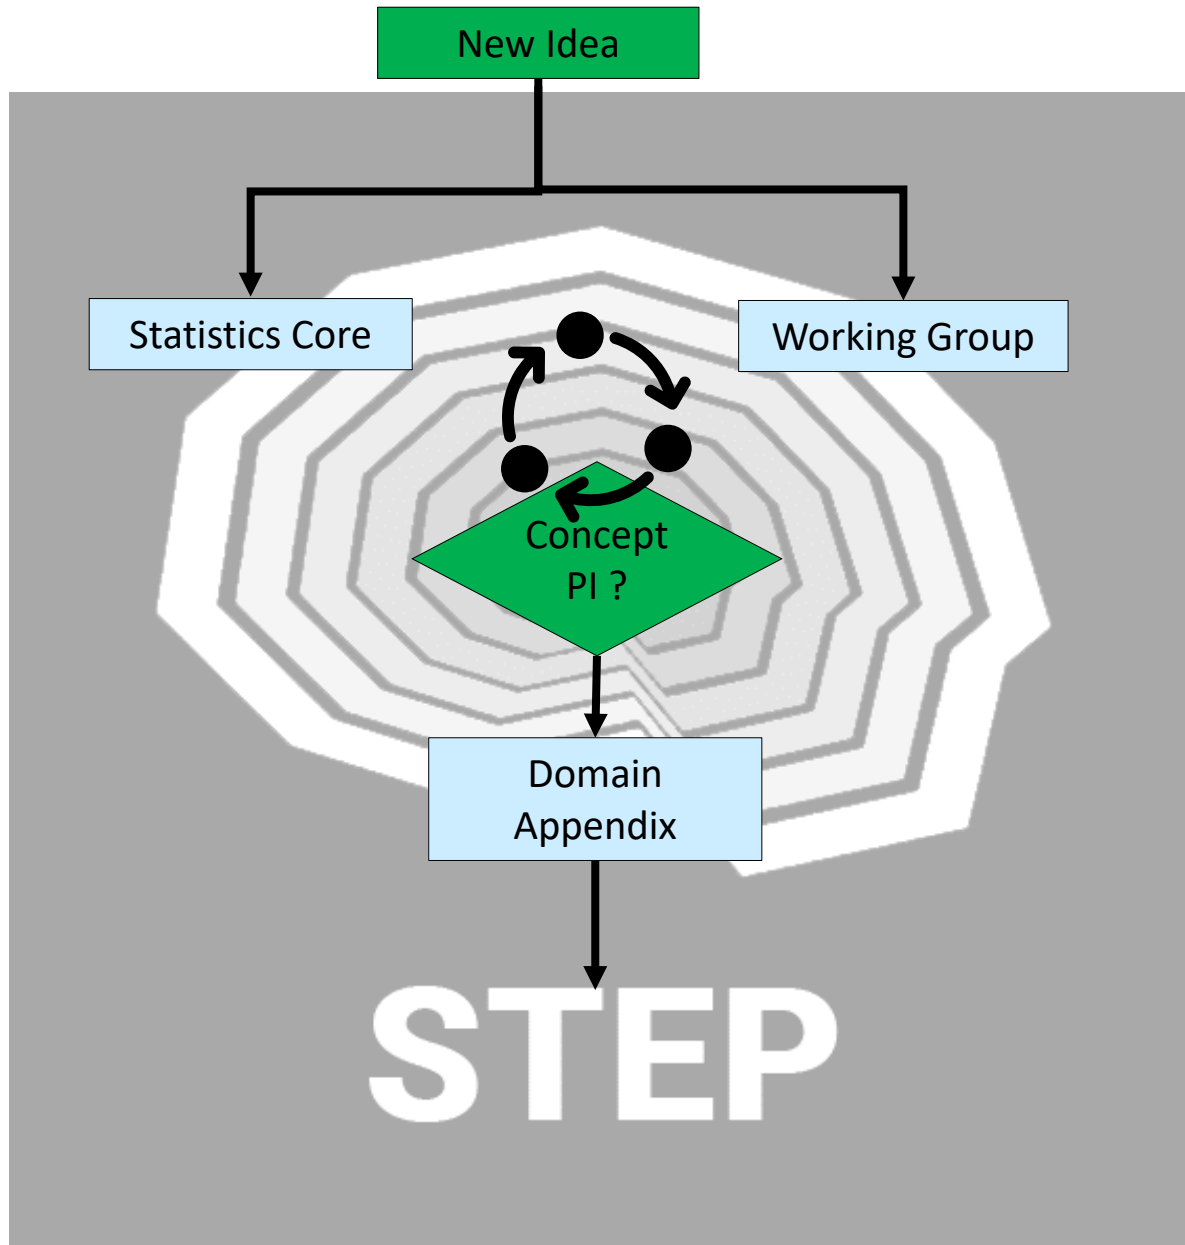 New Idea
Statistics Core
Working Group
Concept
PI ?
Domain
Appendix
STEP